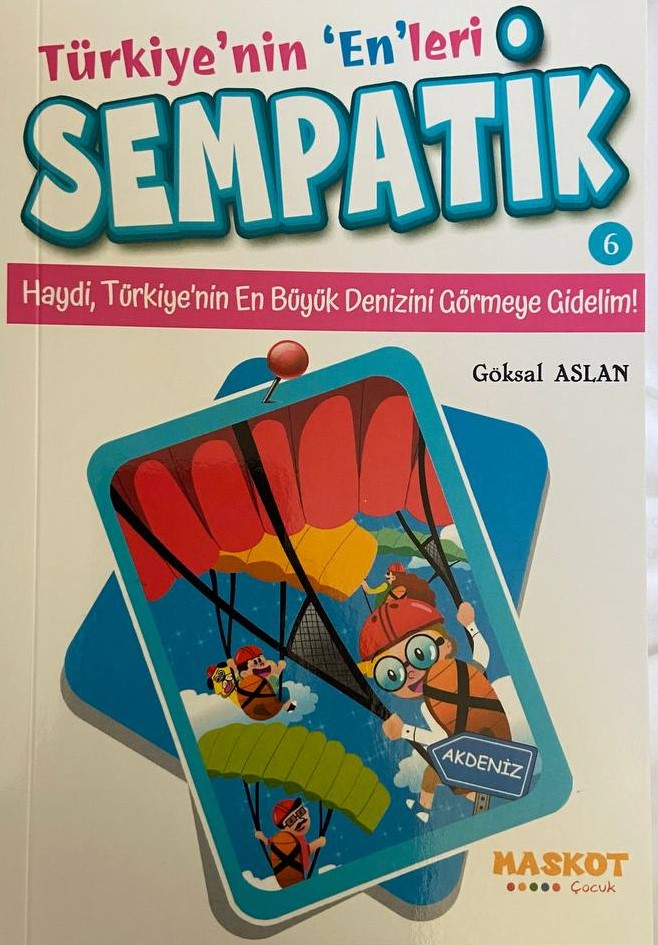 Türkiye'nin 'En'leri O
SEMPATİK
6
Haydi, Türkiye'nin En Büyük Denizini Görmeye Gidelim!
Göksal ASLAN
AKDENİZ
MASKOT
Çocuk